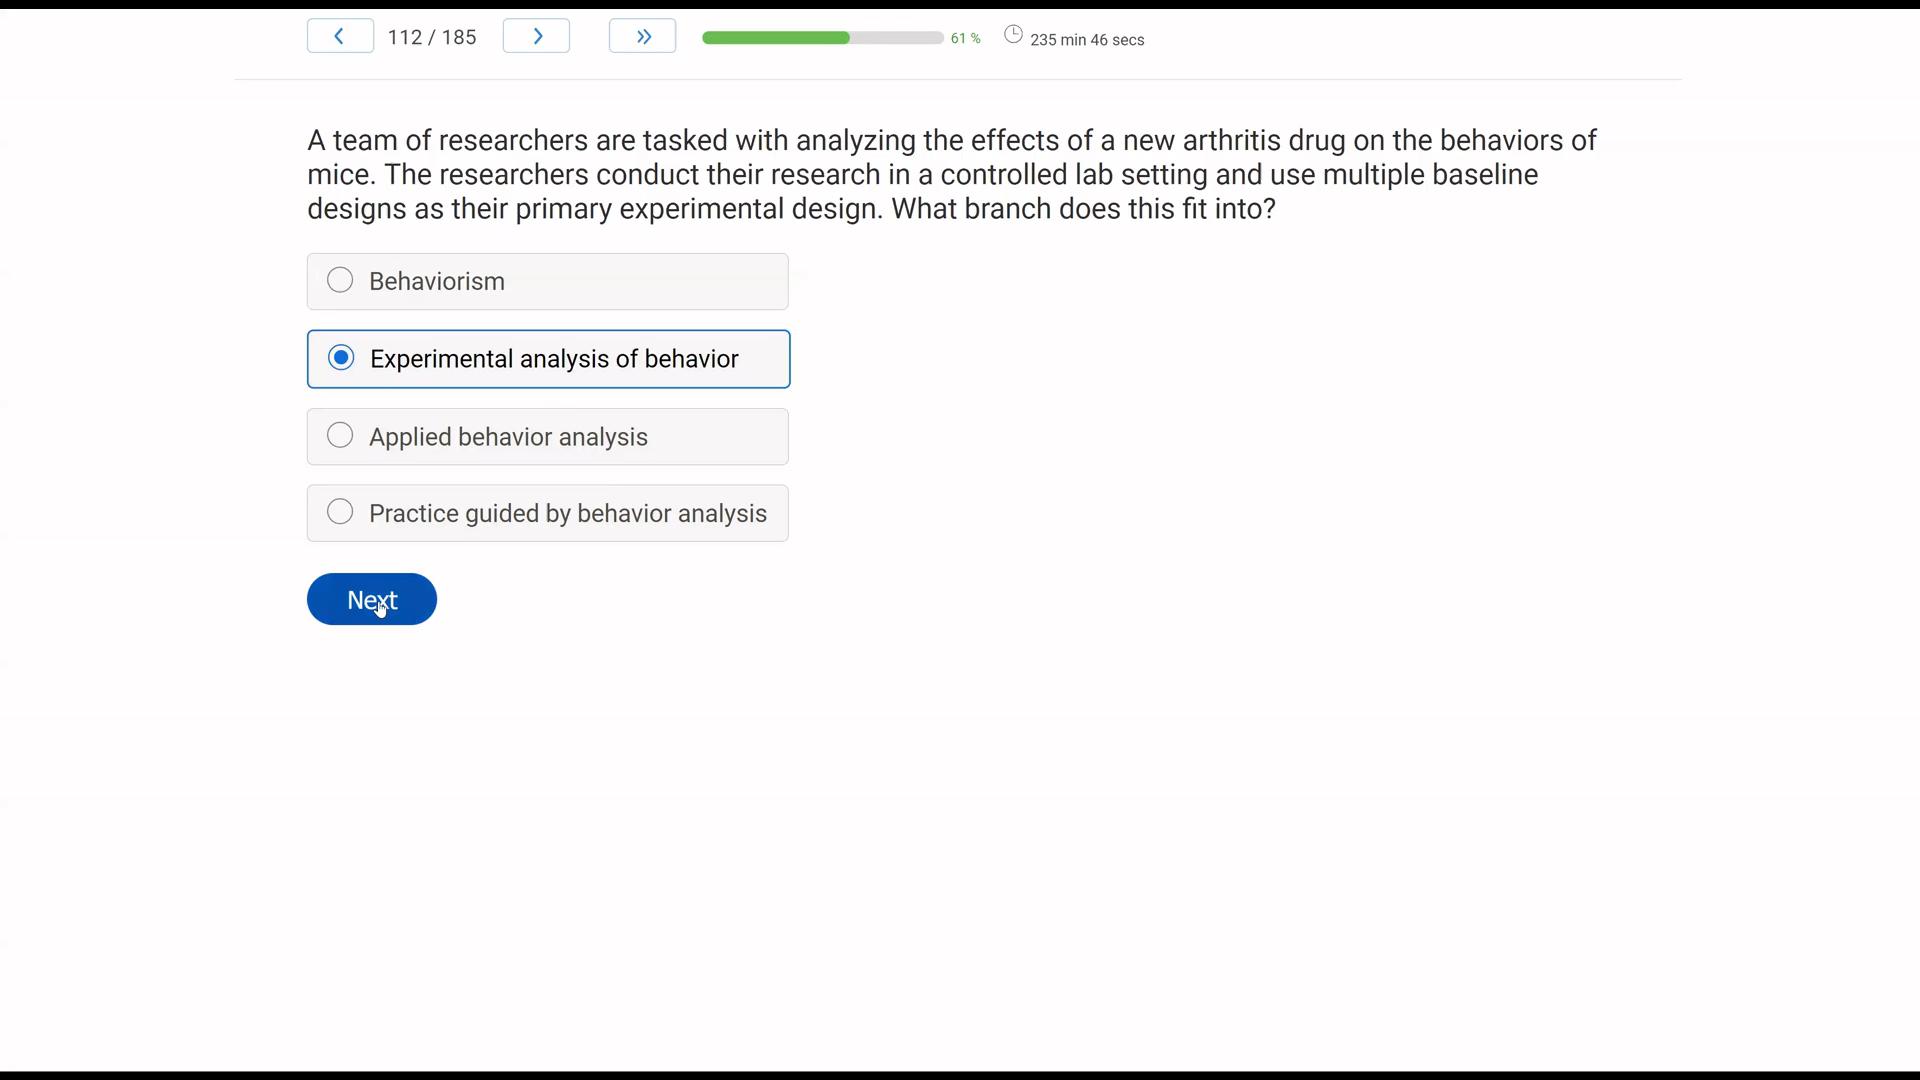 112 / 185
61 %
235 min 46 secs
A team of researchers are tasked with analyzing the effects of a new arthritis drug on the behaviors of
mice. The researchers conduct their research in a controlled lab setting and use multiple baseline
designs as their primary experimental design. What branch does this fit into?
Behaviorism
Experimental analysis of behavior
Applied behavior analysis
Practice guided by behavior analysis
Next